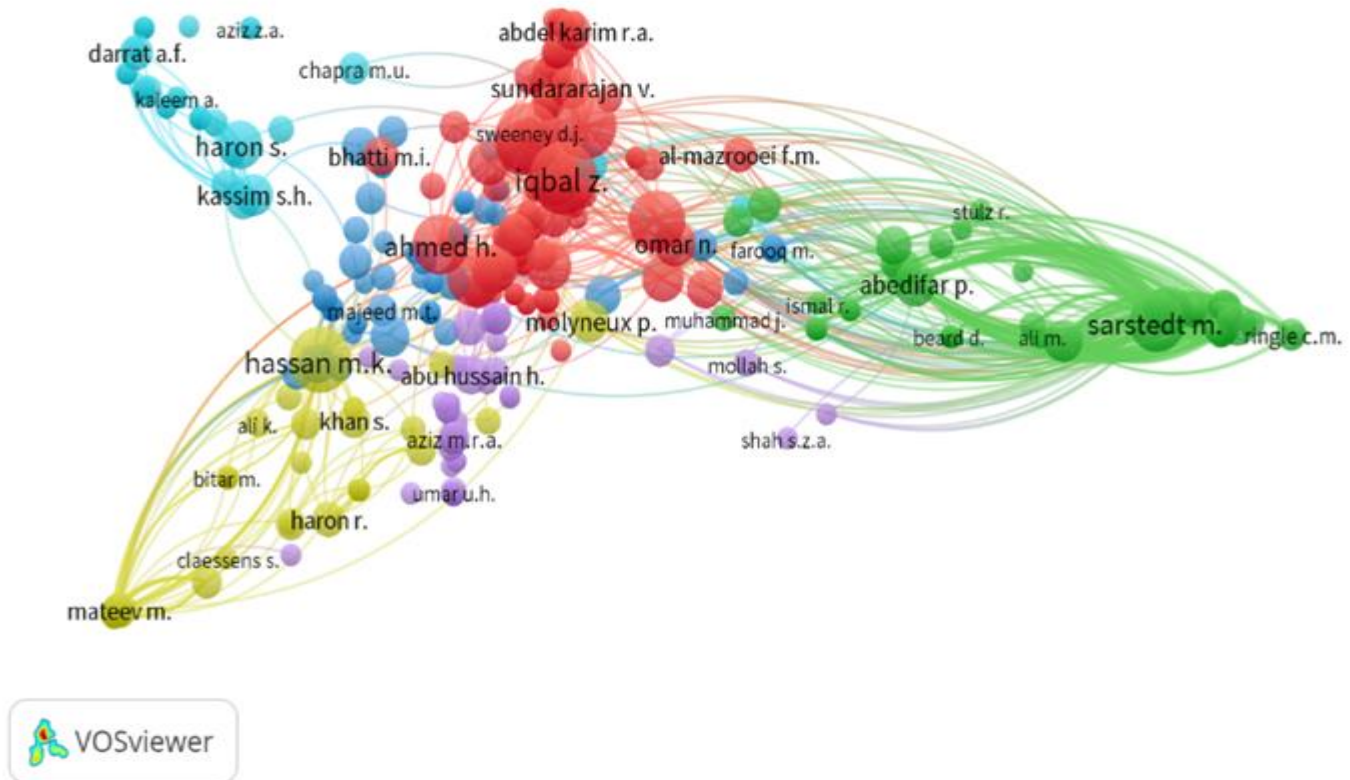 aziz z.a.
abdel karim r.a.
darrat a.f.
chapra m.u.
sundararajan v.
kaleem a.
sweeney d.j.
haron s.
bhatti m.i.
al-mazrooei f.m.
iqbal z.
kassim s.h.
stulz r.
ahmed h.
omar n.
farooq m.
abedifar p.
ismal r.
majeed m.t.
molyneux p.
muhammad j.
sarstedt m.
beard d.
ali m.
ringle c.m.
hassan m.k.
abu hussain h.
mollah s.
ali k.
khan s.
aziz m.r.a.
shah s.z.a.
bitar m.
umar u.h.
haron r.
claessens s.
mateev m.
VOSviewer